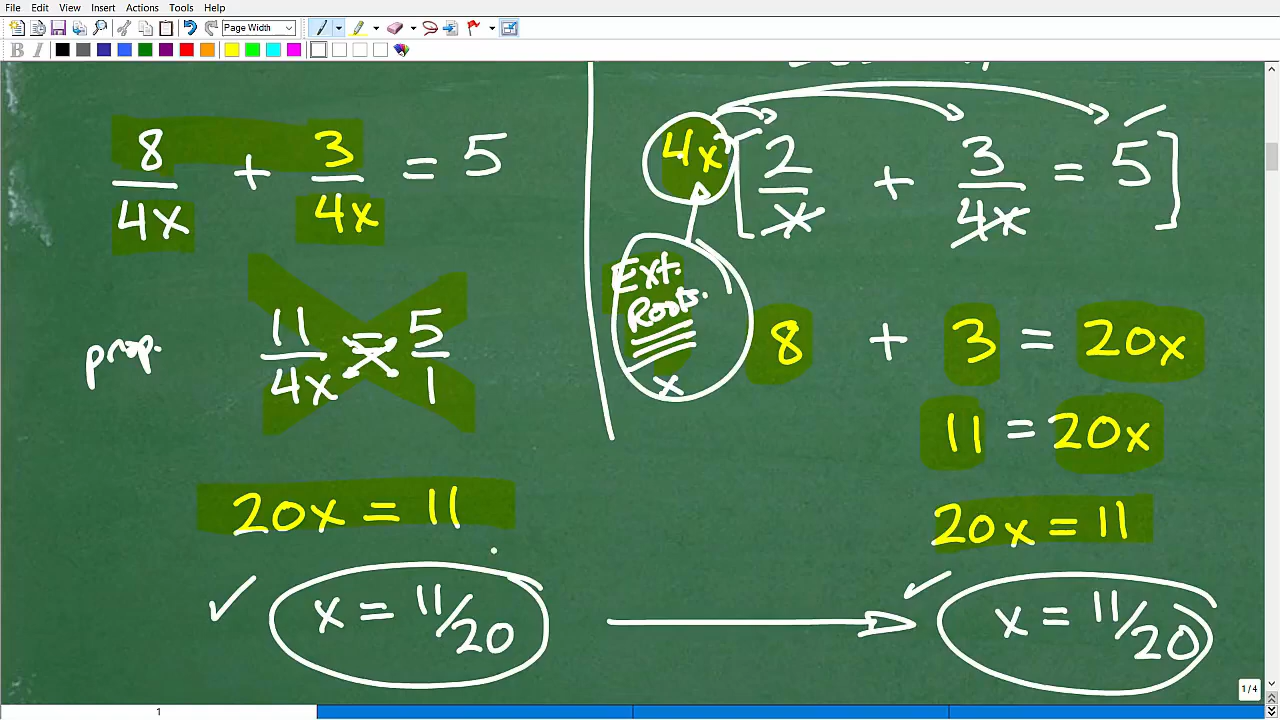 File Edit View Insert Actions Tools Help
Page Width
B I
8/4x + 3/4x = 5
prop.
11/4x = 5/1
20x = 11
x = 11/20
4x [2/x + 3/4x = 5]
Ext.
Roots.
x
8 + 3 = 20x
11 = 20x
20x = 11
x = 11/20
1/4
1